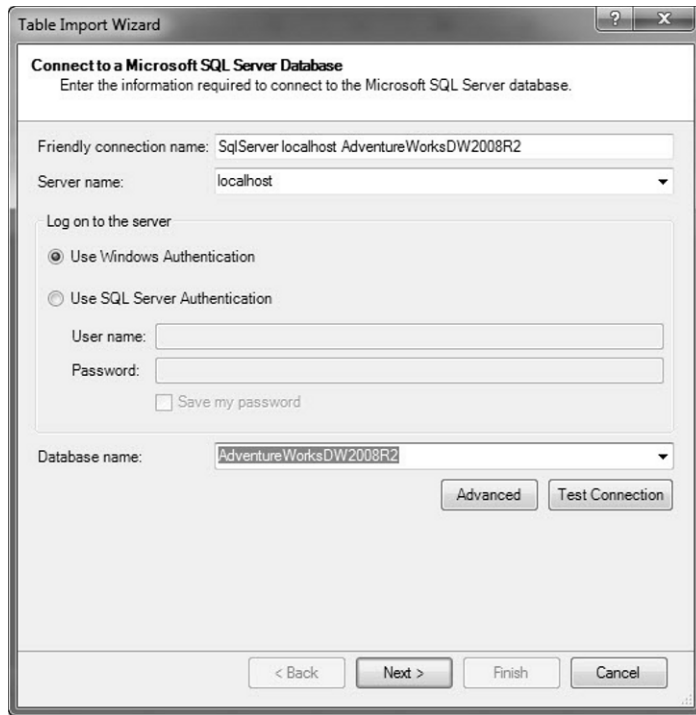 Table Import Wizard
?
X
Connect to a Microsoft SQL Server Database
Enter the information required to connect to the Microsoft SQL Server database.
Friendly connection name: SqlServer localhost AdventureWorksDW2008R2
Server name: localhost
Log on to the server
Use Windows Authentication
Use SQL Server Authentication
User name:
Password:
Save my password
Database name: AdventureWorksDW2008R2
Advanced Test Connection
< Back Next > Finish Cancel